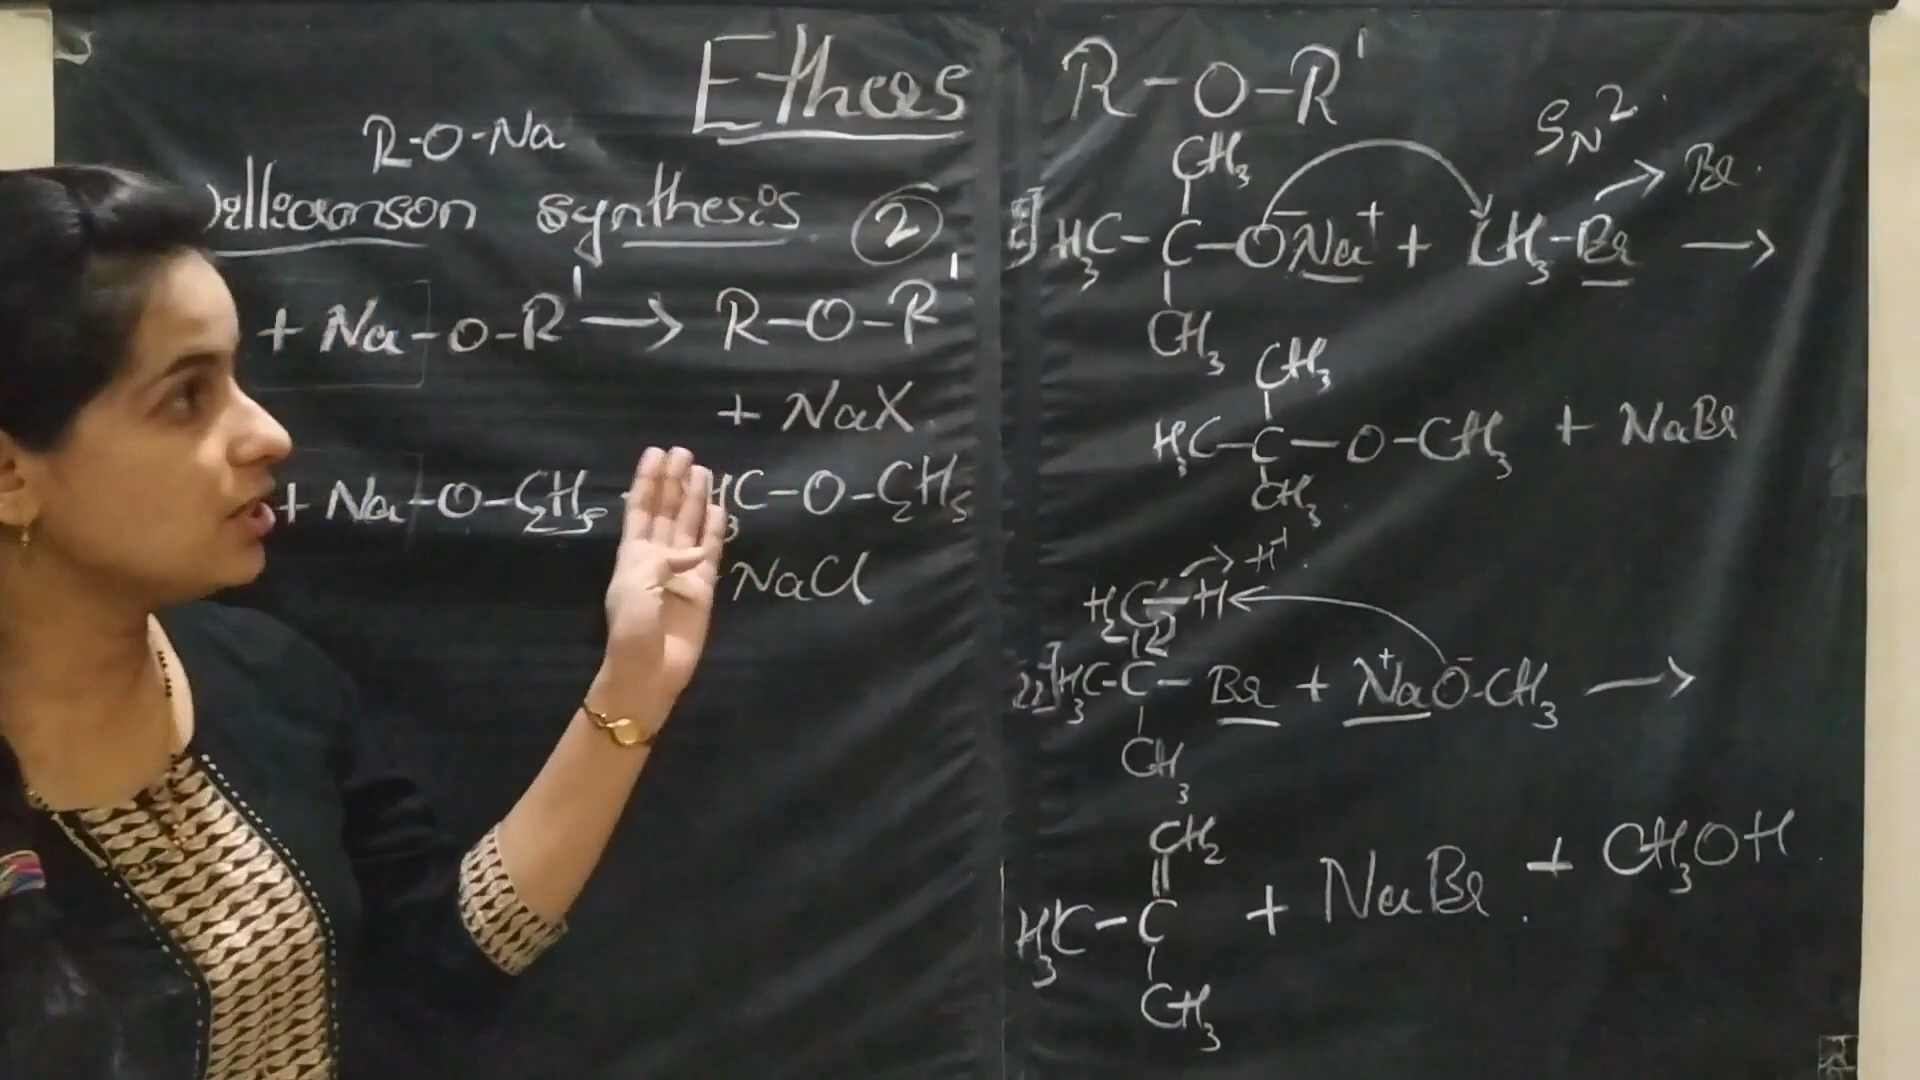 Ethers R-O-R'
R-O-Na
synthesis 2
+ Na-O-R' → R-O-R'
+ NaX
+ Na-O-C2H5 H3C-O-C2H5
NaCl
SN2
CH3
H3C-C-O⁻Na⁺ + CH3-Br → Br
CH3
CH3
H3C-C-O-CH3 + NaBr
CH3
H2C-H → H⁺
H3C-C-Br + Na⁺O⁻-CH3 →
CH3
CH2
H3C-C + NaBr + CH3OH
CH3